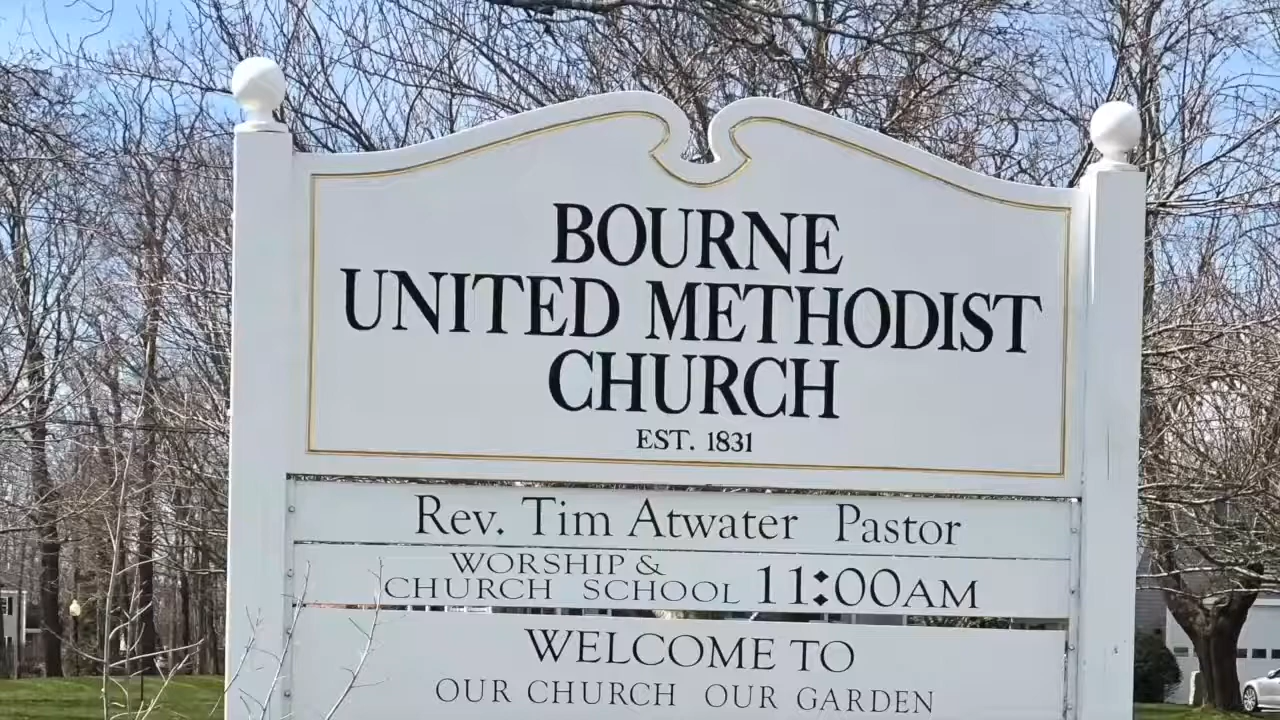 BOURNE
UNITED METHODIST
CHURCH
EST. 1831
Rev. Tim Atwater Pastor
WORSHIP &
CHURCH SCHOOL 11:00AM
WELCOME TO
OUR CHURCH OUR GARDEN